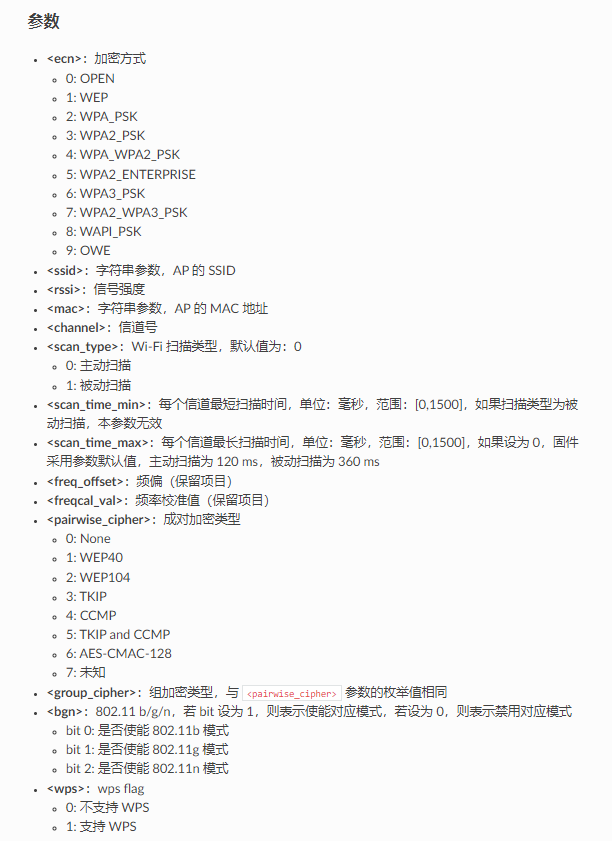 参数
<ecn>：加密方式
0: OPEN
1: WEP
2: WPA_PSK
3: WPA2_PSK
4: WPA_WPA2_PSK
5: WPA2_ENTERPRISE
6: WPA3_PSK
7: WPA2_WPA3_PSK
8: WAPI_PSK
9: OWE
<ssid>：字符串参数，AP 的 SSID
<rssi>：信号强度
<mac>：字符串参数，AP 的 MAC 地址
<channel>：信道号
<scan_type>：Wi-Fi 扫描类型，默认值为：0
0: 主动扫描
1: 被动扫描
<scan_time_min>：每个信道最短扫描时间，单位：毫秒，范围：[0,1500]，如果扫描类型为被
动扫描，本参数无效
<scan_time_max>：每个信道最长扫描时间，单位：毫秒，范围：[0,1500]，如果设为 0，固件
采用参数默认值，主动扫描为 120 ms，被动扫描为 360 ms
<freq_offset>：频偏（保留项目）
<freqcal_val>：频率校准值（保留项目）
<pairwise_cipher>：成对加密类型
0: None
1: WEP40
2: WEP104
3: TKIP
4: CCMP
5: TKIP and CCMP
6: AES-CMAC-128
7: 未知
<group_cipher>：组加密类型，与 <pairwise_cipher> 参数的枚举值相同
<bgn>：802.11 b/g/n，若 bit 设为 1，则表示使能对应模式，若设为 0，则表示禁用对应模式
bit 0: 是否使能 802.11b 模式
bit 1: 是否使能 802.11g 模式
bit 2: 是否使能 802.11n 模式
<wps>：wps flag
0: 不支持 WPS
1: 支持 WPS